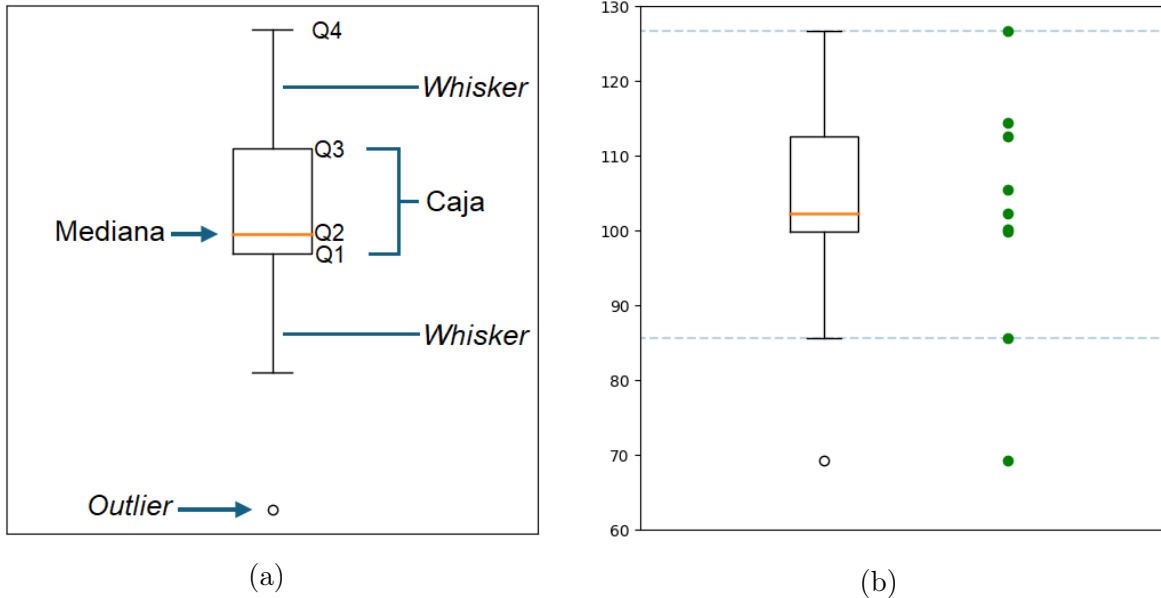 Q4
Whisker
Q3
Caja
Mediana
Q2
Q1
Whisker
Outlier
(a)
130
120
110
100
90
80
70
60
(b)